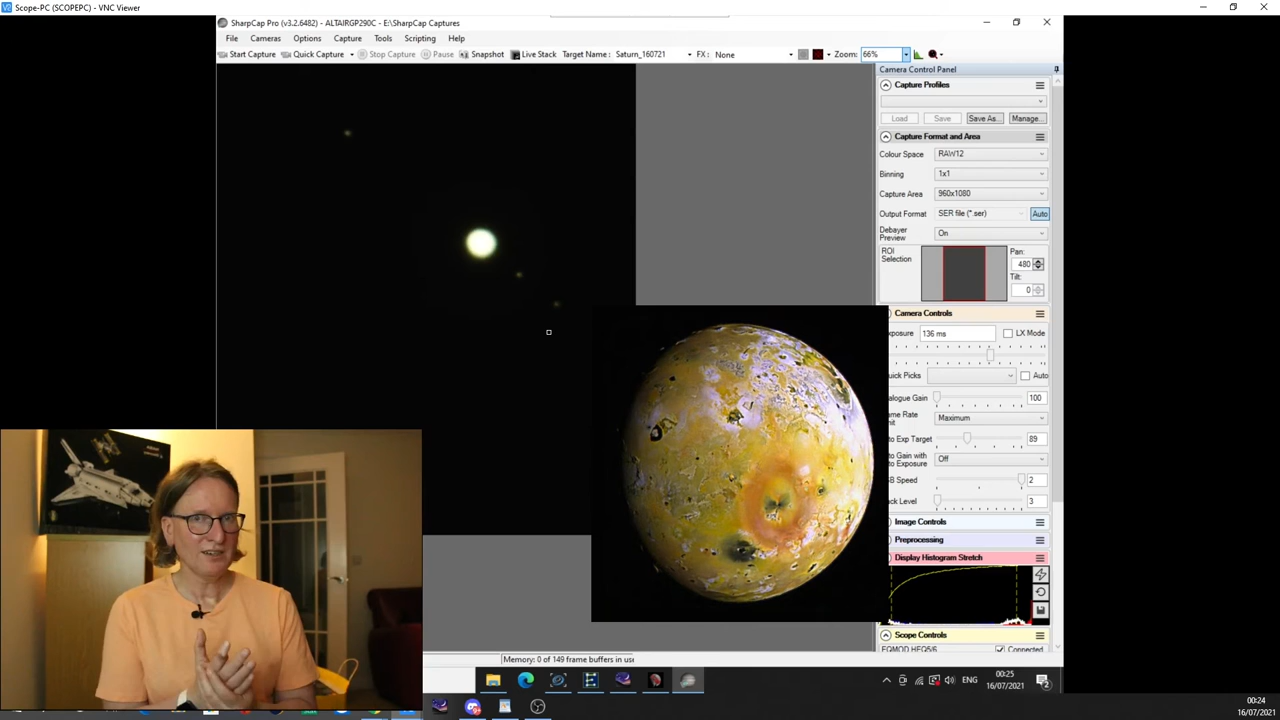 Scope-PC (SCOPEPC) - VNC Viewer
SharpCap Pro (v3.2.6482) - ALTAIRGP290C - E:\SharpCap Captures
File Cameras Options Capture Tools Scripting Help
Start Capture Quick Capture Stop Capture Pause Snapshot Live Stack Target Name: Saturn_160721 FX: None Zoom: 66%
Camera Control Panel
Capture Profiles
Load Save Save As... Manage...
Capture Format and Area
Colour Space RAW12
Binning 1x1
Capture Area 960x1080
Output Format SER file (*.ser) Auto
Debayer Preview On
ROI Selection
Pan: 480
Tilt: 0
Camera Controls
xposure 136 ms LX Mode
uick Picks Auto
alogue Gain 100
ame Rate
mit Maximum
to Exp Target 89
to Gain with
to Exposure Off
SB Speed 2
ack Level 3
Image Controls
Preprocessing
Display Histogram Stretch
Scope Controls
EQMOD HEQ5/6 Connected
Memory: 0 of 149 frame buffers in use
ENG
00:25
16/07/2021
2
00:24
16/07/2021